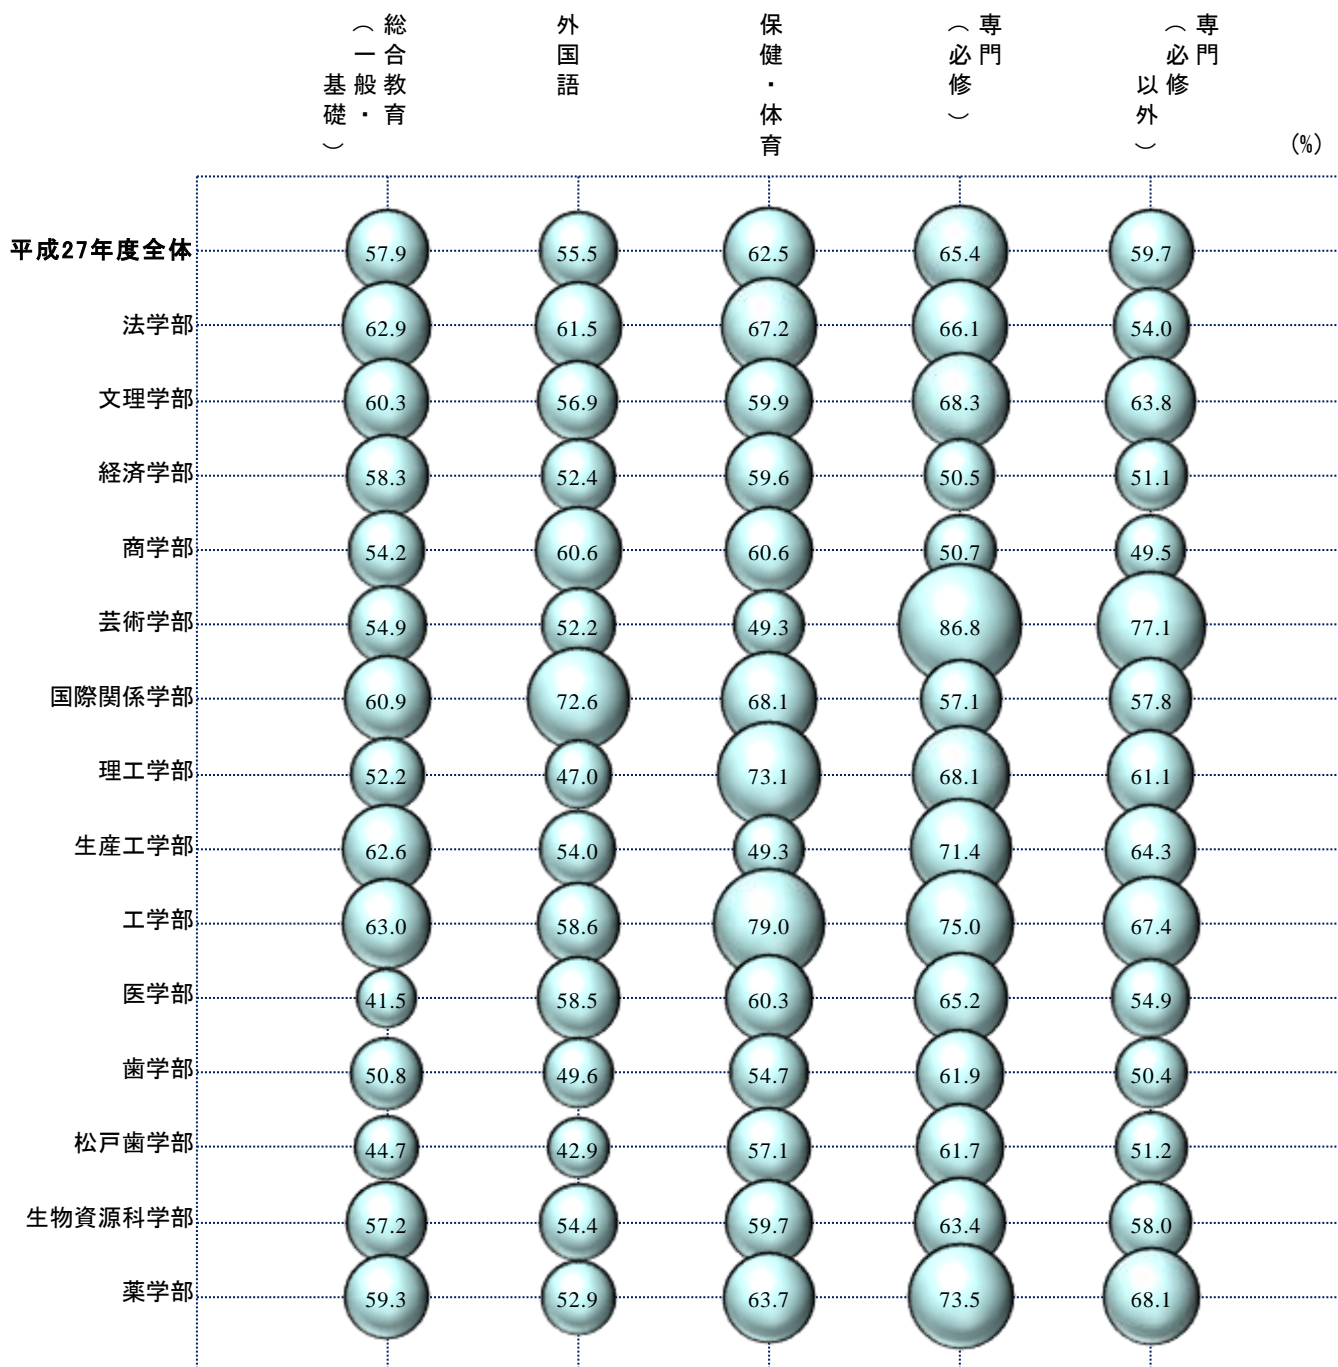 総合教育
（一般・
基礎）
外国語
保健・体育
専門
（必修）
専門
（必修
以外）
(%)
平成27年度全体 57.9 55.5 62.5 65.4 59.7
法学部 62.9 61.5 67.2 66.1 54.0
文理学部 60.3 56.9 59.9 68.3 63.8
経済学部 58.3 52.4 59.6 50.5 51.1
商学部 54.2 60.6 60.6 50.7 49.5
芸術学部 54.9 52.2 49.3 86.8 77.1
国際関係学部 60.9 72.6 68.1 57.1 57.8
理工学部 52.2 47.0 73.1 68.1 61.1
生産工学部 62.6 54.0 49.3 71.4 64.3
工学部 63.0 58.6 79.0 75.0 67.4
医学部 41.5 58.5 60.3 65.2 54.9
歯学部 50.8 49.6 54.7 61.9 50.4
松戸歯学部 44.7 42.9 57.1 61.7 51.2
生物資源科学部 57.2 54.4 59.7 63.4 58.0
薬学部 59.3 52.9 63.7 73.5 68.1